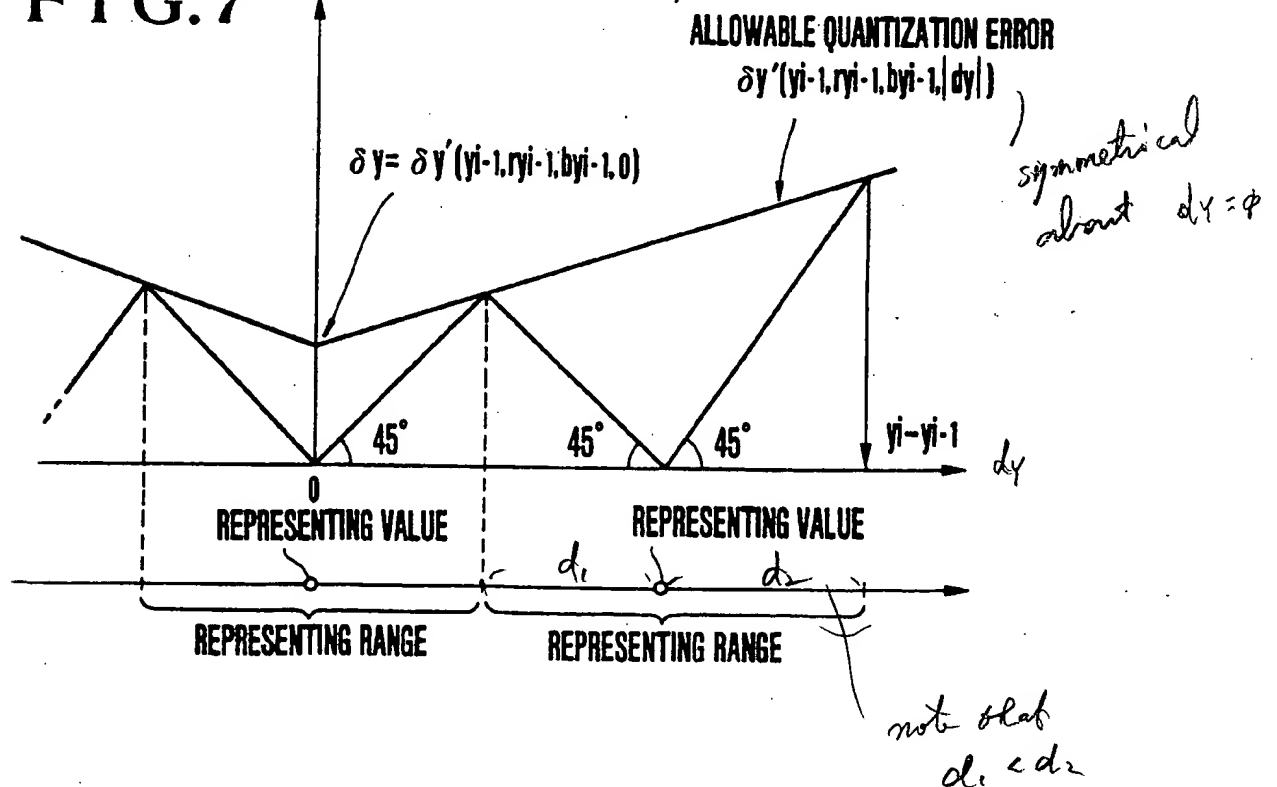 FIG.7
ALLOWABLE QUANTIZATION ERROR
δy´(yi-1,ryi-1,byi-1,|dy|)
symmetrical
about dy=φ
δy= δy´(yi-1,ryi-1,byi-1,0)
45°
45°
45°
yi-yi-1
dy
0
REPRESENTING VALUE
REPRESENTING VALUE
d₁
d₂
REPRESENTING RANGE
REPRESENTING RANGE
note that
d₁ < d₂